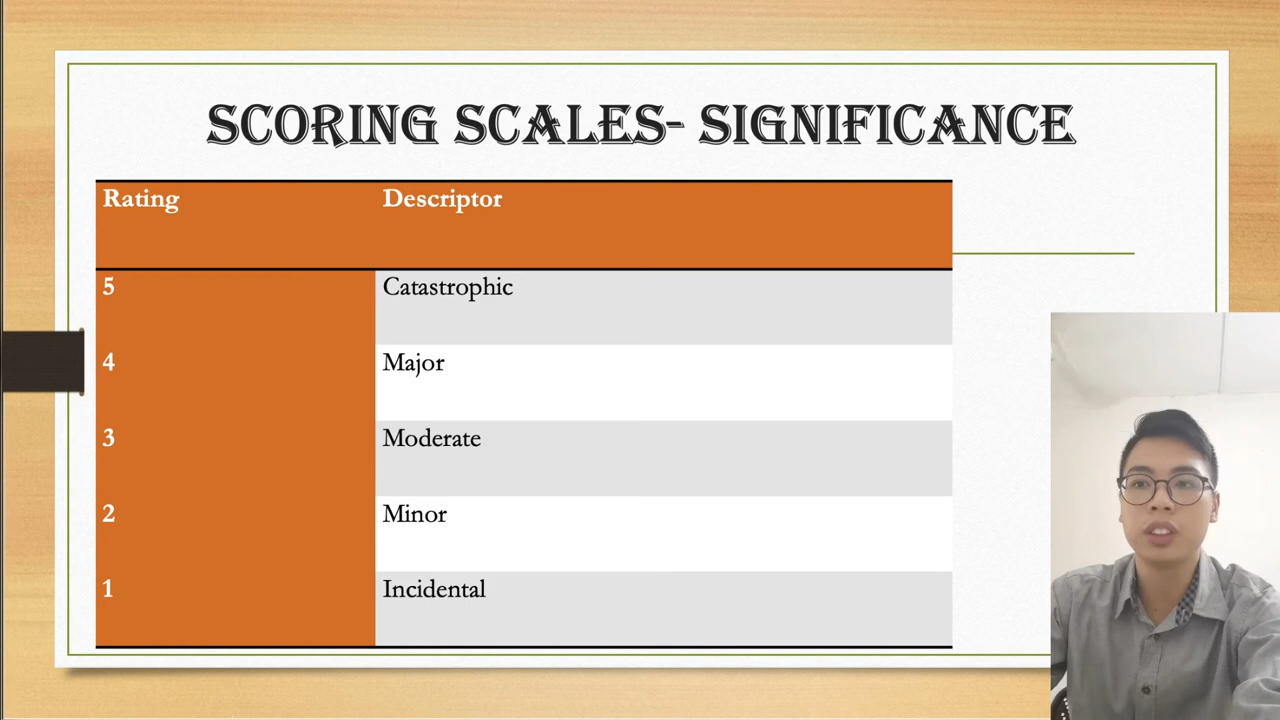 SCORING SCALES- SIGNIFICANCE
Rating Descriptor
5 Catastrophic
4 Major
3 Moderate
2 Minor
1 Incidental